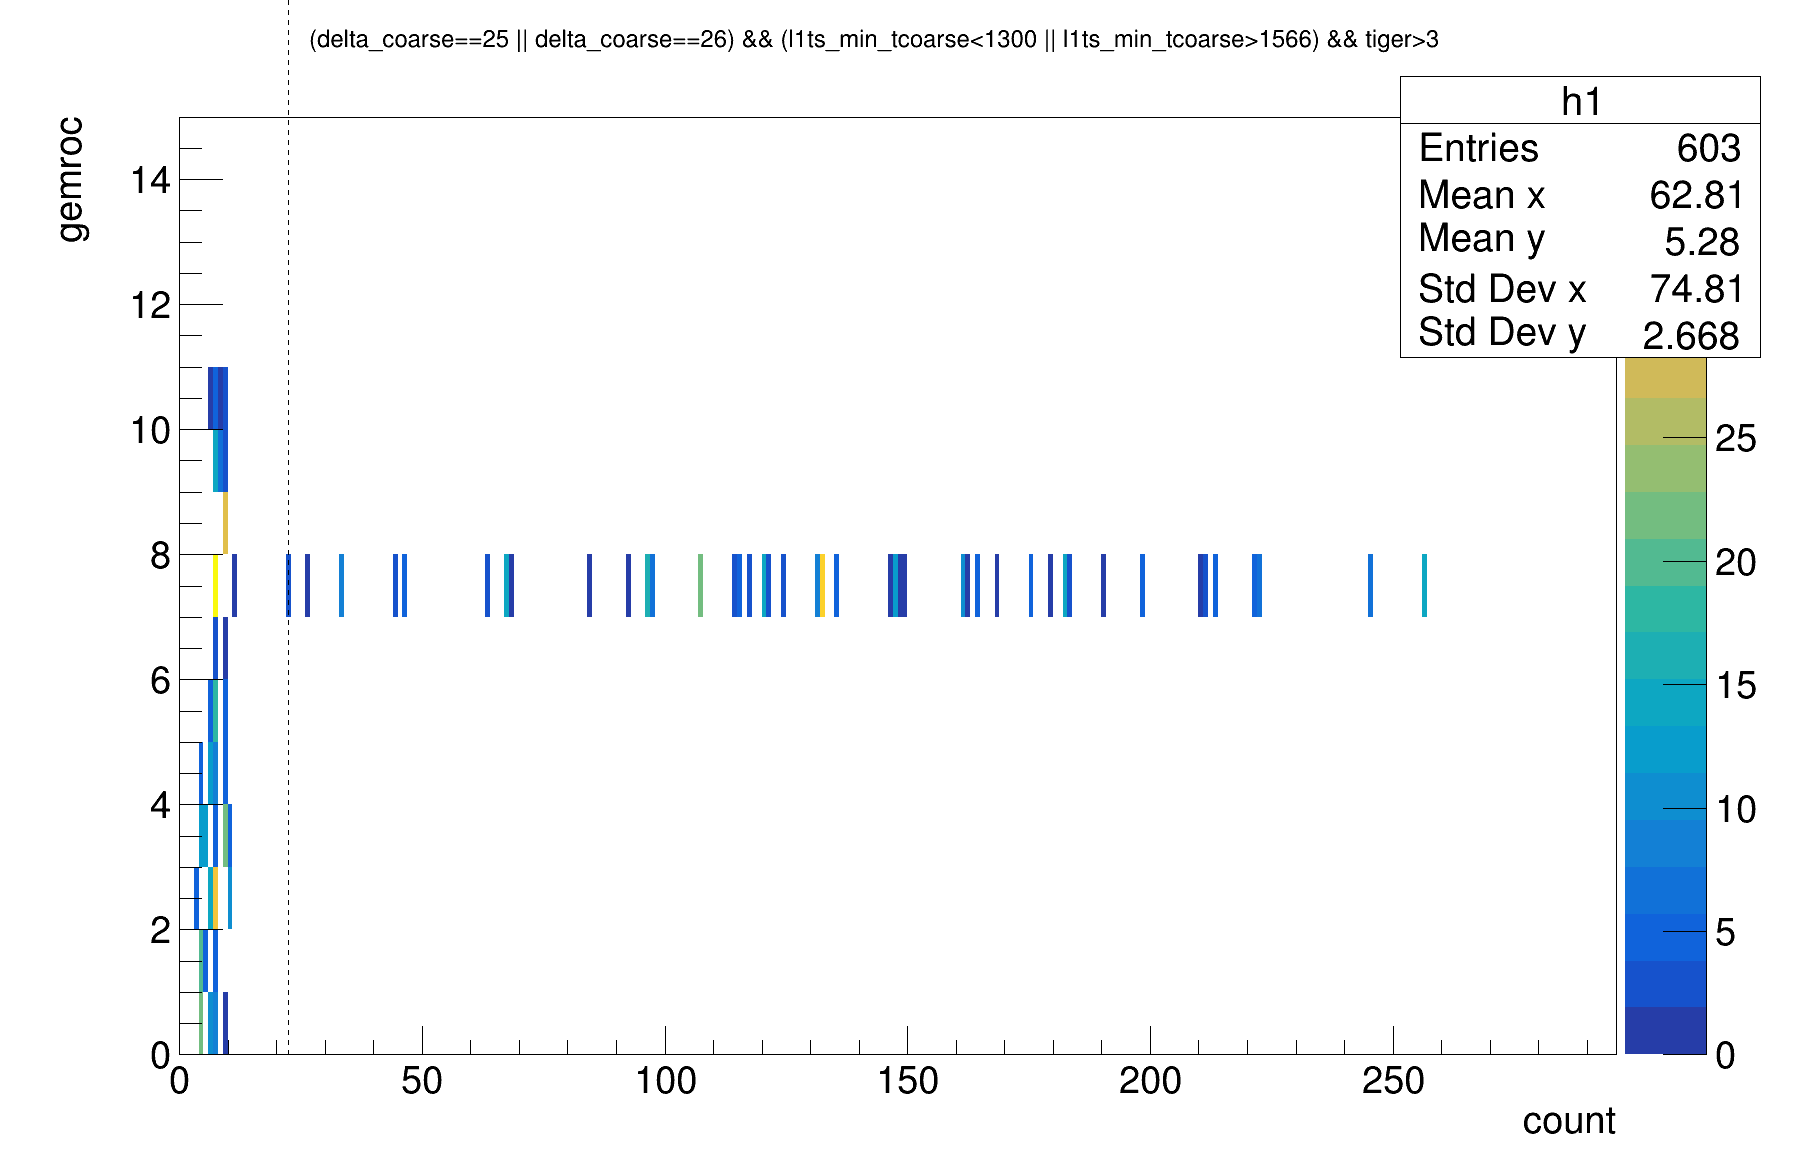 (delta_coarse==25 || delta_coarse==26) && (l1ts_min_tcoarse<1300 || l1ts_min_tcoarse>1566) && tiger>3
h1
Entries 603
Mean x 62.81
Mean y 5.28
Std Dev x 74.81
Std Dev y 2.668
gemroc
14
12
10
8
6
4
2
0
0 50 100 150 200 250
count
25
20
15
10
5
0